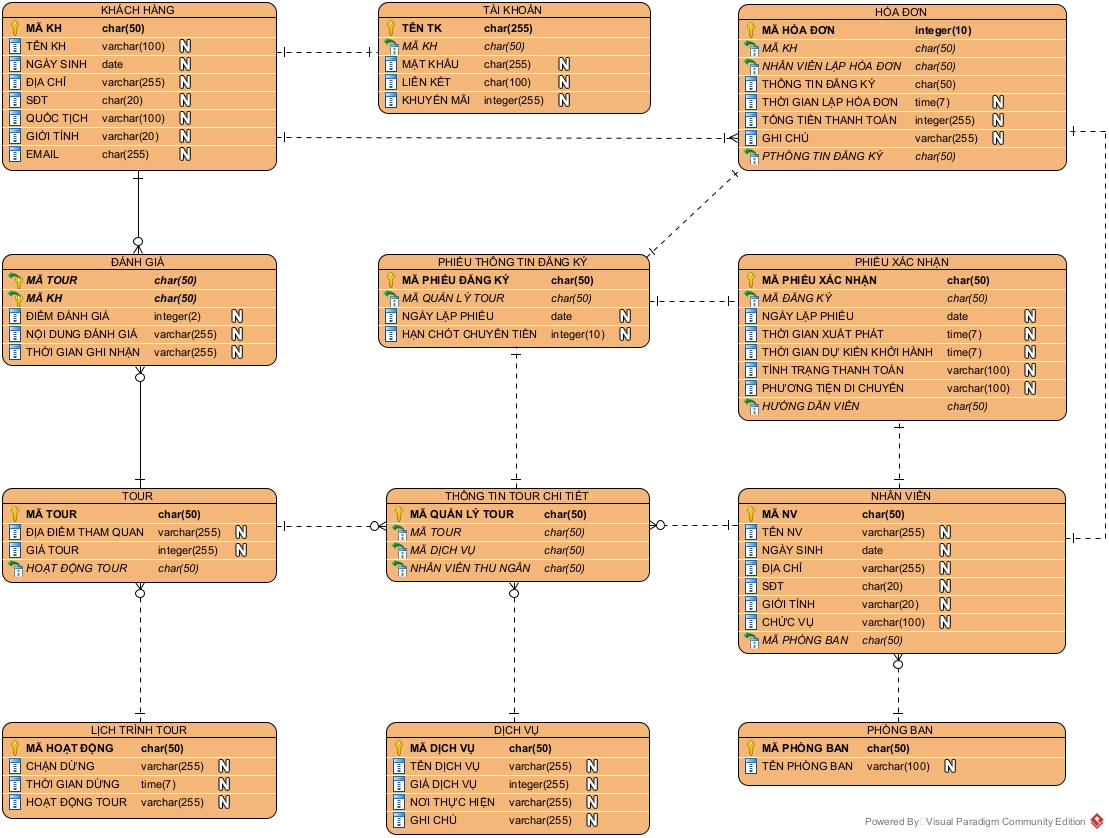 KHÁCH HÀNG
MÃ KH char(50)
TÊN KH varchar(100) N
NGÀY SINH date N
ĐỊA CHỈ varchar(255) N
SĐT char(20) N
QUỐC TỊCH varchar(100) N
GIỚI TÍNH varchar(20) N
EMAIL char(255) N
TÀI KHOẢN
TÊN TK char(255)
MÃ KH char(50)
MẬT KHẨU char(255) N
LIÊN KẾT char(100) N
KHUYẾN MÃI integer(255) N
HÓA ĐƠN
MÃ HÓA ĐƠN integer(10)
MÃ KH char(50)
NHÂN VIÊN LẬP HÓA ĐƠN char(50)
THÔNG TIN ĐĂNG KÝ char(50)
THỜI GIAN LẬP HÓA ĐƠN time(7) N
TỔNG TIỀN THANH TOÁN integer(255) N
GHI CHÚ varchar(255) N
PTHÔNG TIN ĐĂNG KÝ char(50)
ĐÁNH GIÁ
MÃ TOUR char(50)
MÃ KH char(50)
ĐIỂM ĐÁNH GIÁ integer(2) N
NỘI DUNG ĐÁNH GIÁ varchar(255) N
THỜI GIAN GHI NHẬN varchar(255) N
PHIẾU THÔNG TIN ĐĂNG KÝ
MÃ PHIẾU ĐĂNG KÝ char(50)
MÃ QUẢN LÝ TOUR char(50)
NGÀY LẬP PHIẾU date N
HẠN CHÓT CHUYỂN TIỀN integer(10) N
PHIẾU XÁC NHẬN
MÃ PHIẾU XÁC NHẬN char(50)
MÃ ĐĂNG KÝ char(50)
NGÀY LẬP PHIẾU date N
THỜI GIAN XUẤT PHÁT time(7) N
THỜI GIAN DỰ KIẾN KHỞI HÀNH time(7) N
TÌNH TRẠNG THANH TOÁN varchar(100) N
PHƯƠNG TIỆN DI CHUYỂN varchar(100) N
HƯỚNG DẪN VIÊN char(50)
TOUR
MÃ TOUR char(50)
ĐỊA ĐIỂM THAM QUAN varchar(255) N
GIÁ TOUR integer(255) N
HOẠT ĐỘNG TOUR char(50)
THÔNG TIN TOUR CHI TIẾT
MÃ QUẢN LÝ TOUR char(50)
MÃ TOUR char(50)
MÃ DỊCH VỤ char(50)
NHÂN VIÊN THU NGÂN char(50)
NHÂN VIÊN
MÃ NV char(50)
TÊN NV varchar(255) N
NGÀY SINH date N
ĐỊA CHỈ varchar(255) N
SĐT char(20) N
GIỚI TÍNH varchar(20) N
CHỨC VỤ varchar(100) N
MÃ PHÒNG BAN char(50)
LỊCH TRÌNH TOUR
MÃ HOẠT ĐỘNG char(50)
CHẶN DỪNG varchar(255) N
THỜI GIAN DỪNG time(7) N
HOẠT ĐỘNG TOUR varchar(255) N
DỊCH VỤ
MÃ DỊCH VỤ char(50)
TÊN DỊCH VỤ varchar(255) N
GIÁ DỊCH VỤ integer(255) N
NƠI THỰC HIỆN varchar(255) N
GHI CHÚ varchar(255) N
PHÒNG BAN
MÃ PHÒNG BAN char(50)
TÊN PHÒNG BAN varchar(100) N
Powered By Visual Paradigm Community Edition